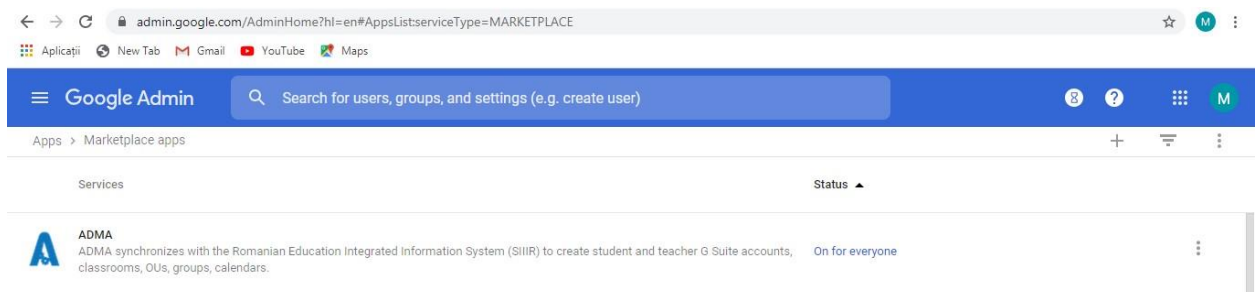 admin.google.com/AdminHome?hl=en#AppsList:serviceType=MARKETPLACE
M
Aplicații New Tab Gmail YouTube Maps
Google Admin Search for users, groups, and settings (e.g. create user) 8 ? M
Apps > Marketplace apps
Services Status
ADMA
ADMA synchronizes with the Romanian Education Integrated Information System (SIIIR) to create student and teacher G Suite accounts, On for everyone
classrooms, OUs, groups, calendars.